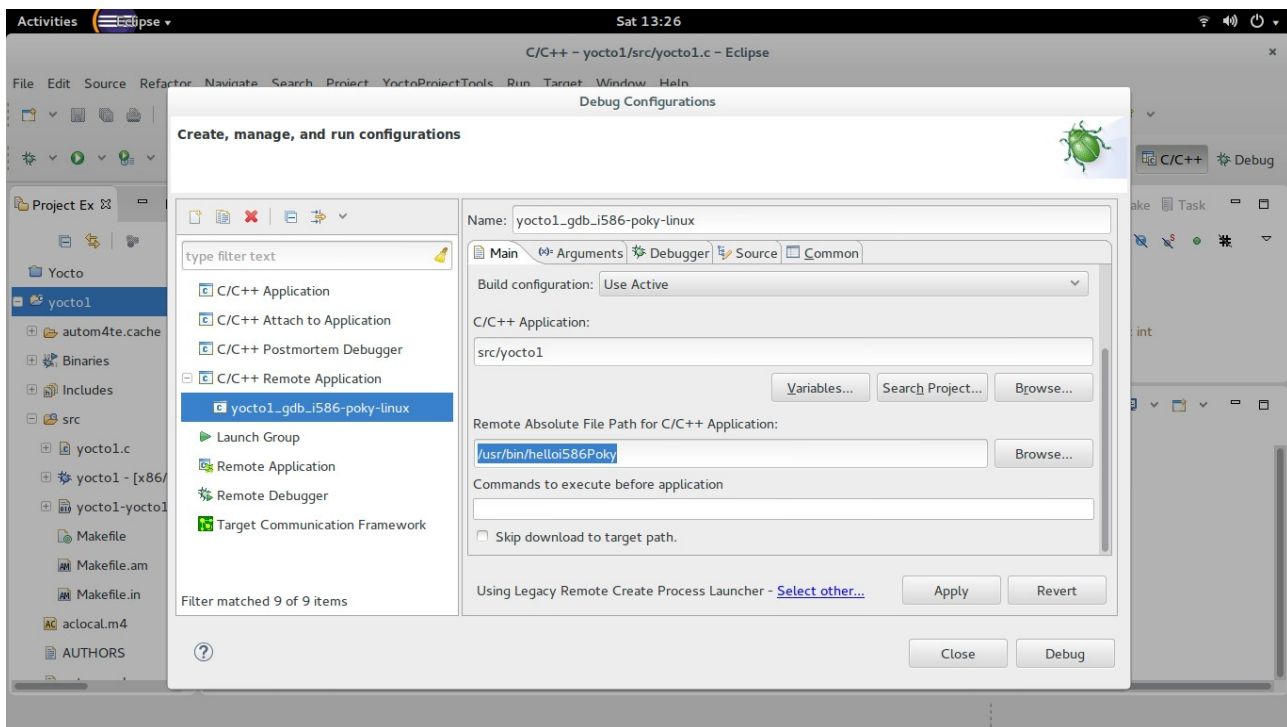 Activities Eclipse Sat 13:26
C/C++ – yocto1/src/yocto1.c – Eclipse
File Edit Source Refactor Navigate Search Project YoctoProjectTools Run Target Window Help
Debug Configurations
Create, manage, and run configurations
C/C++ Debug
Project Ex
Task
type filter text
Name: yocto1_gdb_i586-poky-linux
Main Arguments Debugger Source Common
Yocto
yocto1
autom4te.cache
Binaries
Includes
src
yocto1.c
yocto1 - [x86/
yocto1-yocto1
Makefile
Makefile.am
Makefile.in
aclocal.m4
AUTHORS
C/C++ Application
C/C++ Attach to Application
C/C++ Postmortem Debugger
C/C++ Remote Application
yocto1_gdb_i586-poky-linux
Launch Group
Remote Application
Remote Debugger
Target Communication Framework
Filter matched 9 of 9 items
Build configuration: Use Active
C/C++ Application:
src/yocto1
Variables... Search Project... Browse...
Remote Absolute File Path for C/C++ Application:
/usr/bin/helloi586Poky Browse...
Commands to execute before application
Skip download to target path.
Using Legacy Remote Create Process Launcher - Select other... Apply Revert
: int
Close Debug